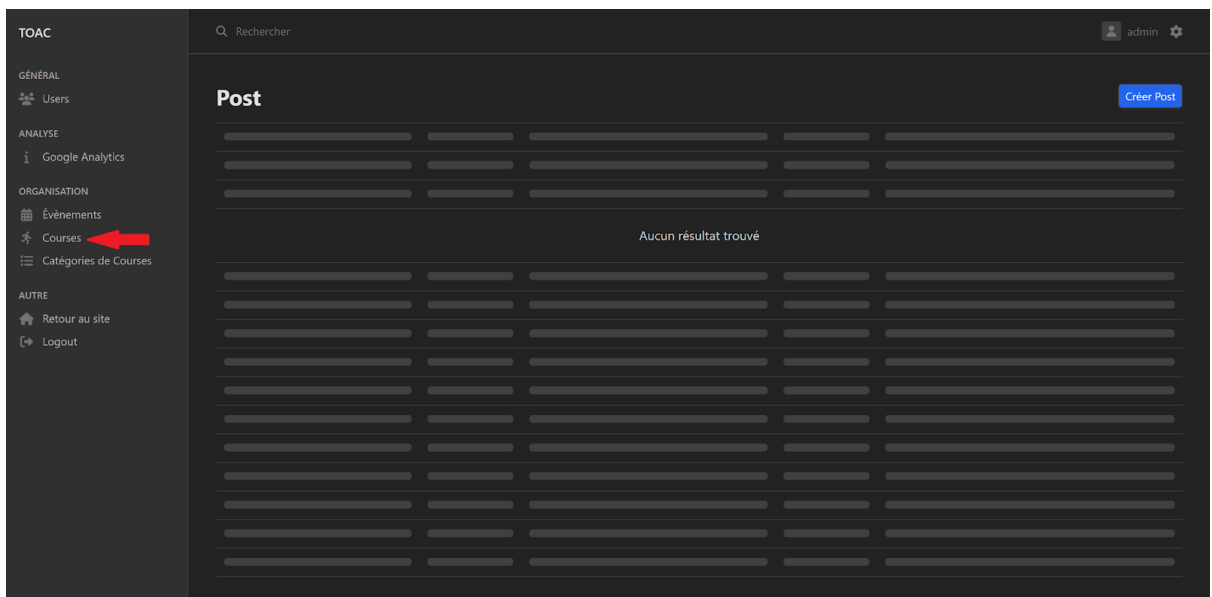 TOAC
Rechercher
admin
GÉNÉRAL
Users
ANALYSE
Google Analytics
ORGANISATION
Évènements
Courses
Catégories de Courses
AUTRE
Retour au site
Logout
Post
Créer Post
Aucun résultat trouvé